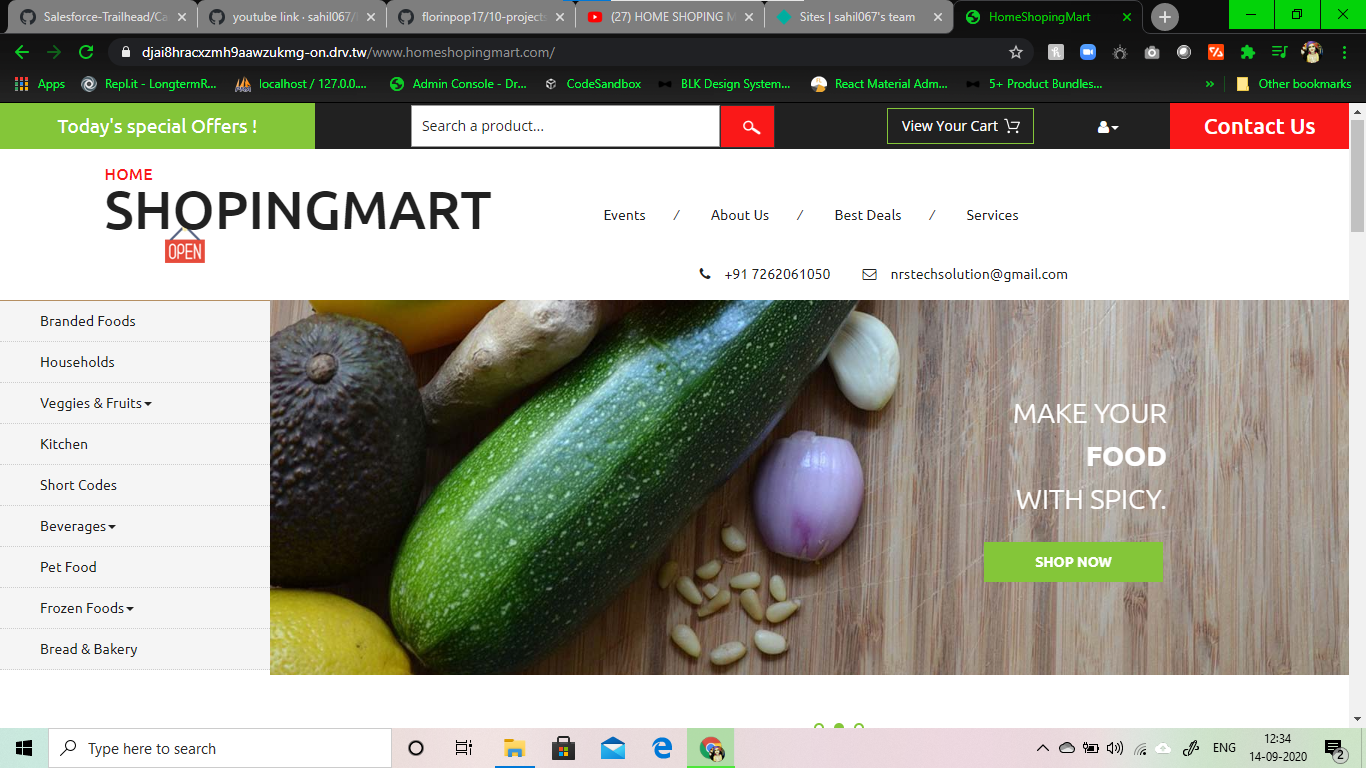 Salesforce-Trailhead/Ca
youtube link · sahil067/
florinpop17/10-projects
(27) HOME SHOPING M
Sites | sahil067's team
HomeShopingMart
djai8hracxzmh9aawzukmg-on.drv.tw/www.homeshopingmart.com/
Apps
RepLit - LongtermR...
localhost / 127.0.0....
Admin Console - Dr...
CodeSandbox
BLK Design System...
React Material Adm...
5+ Product Bundles...
»
Other bookmarks
Today's special Offers !
Search a product...
View Your Cart
Contact Us
HOME
SHOPINGMART
OPEN
Events / About Us / Best Deals / Services
+91 7262061050
nrstechsolution@gmail.com
Branded Foods
Households
Veggies & Fruits
Kitchen
Short Codes
Beverages
Pet Food
Frozen Foods
Bread & Bakery
MAKE YOUR
FOOD
WITH SPICY.
SHOP NOW
Type here to search
ENG
12:34
14-09-2020
2